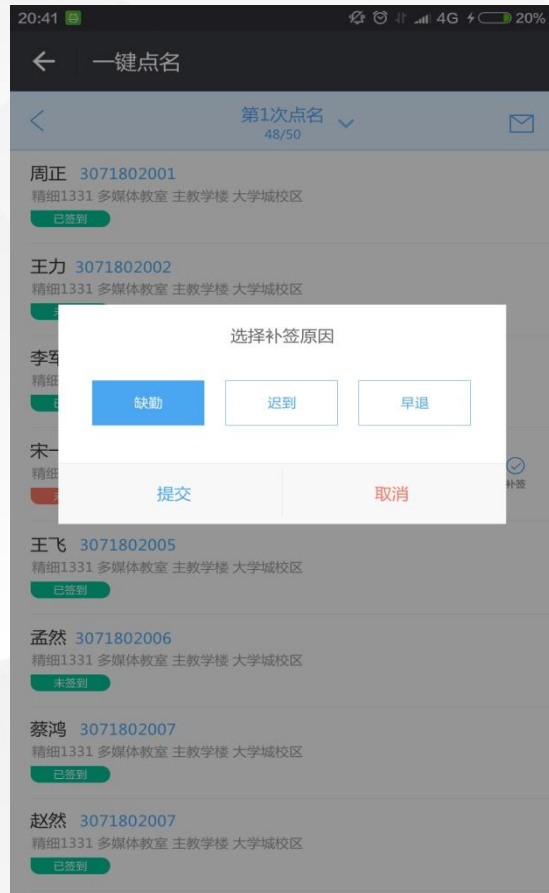 20:41 4G 20%
一键点名
第1次点名
48/50
周正 3071802001
精细1331 多媒体教室 主教学楼 大学城校区
已签到
王力 3071802002
精细1331 多媒体教室 主教学楼 大学城校区
选择补签原因
李军
精细
缺勤 迟到 早退
宋一
精细
补签
提交 取消
王飞 3071802005
精细1331 多媒体教室 主教学楼 大学城校区
已签到
孟然 3071802006
精细1331 多媒体教室 主教学楼 大学城校区
未签到
蔡鸿 3071802007
精细1331 多媒体教室 主教学楼 大学城校区
已签到
赵然 3071802007
精细1331 多媒体教室 主教学楼 大学城校区
已签到